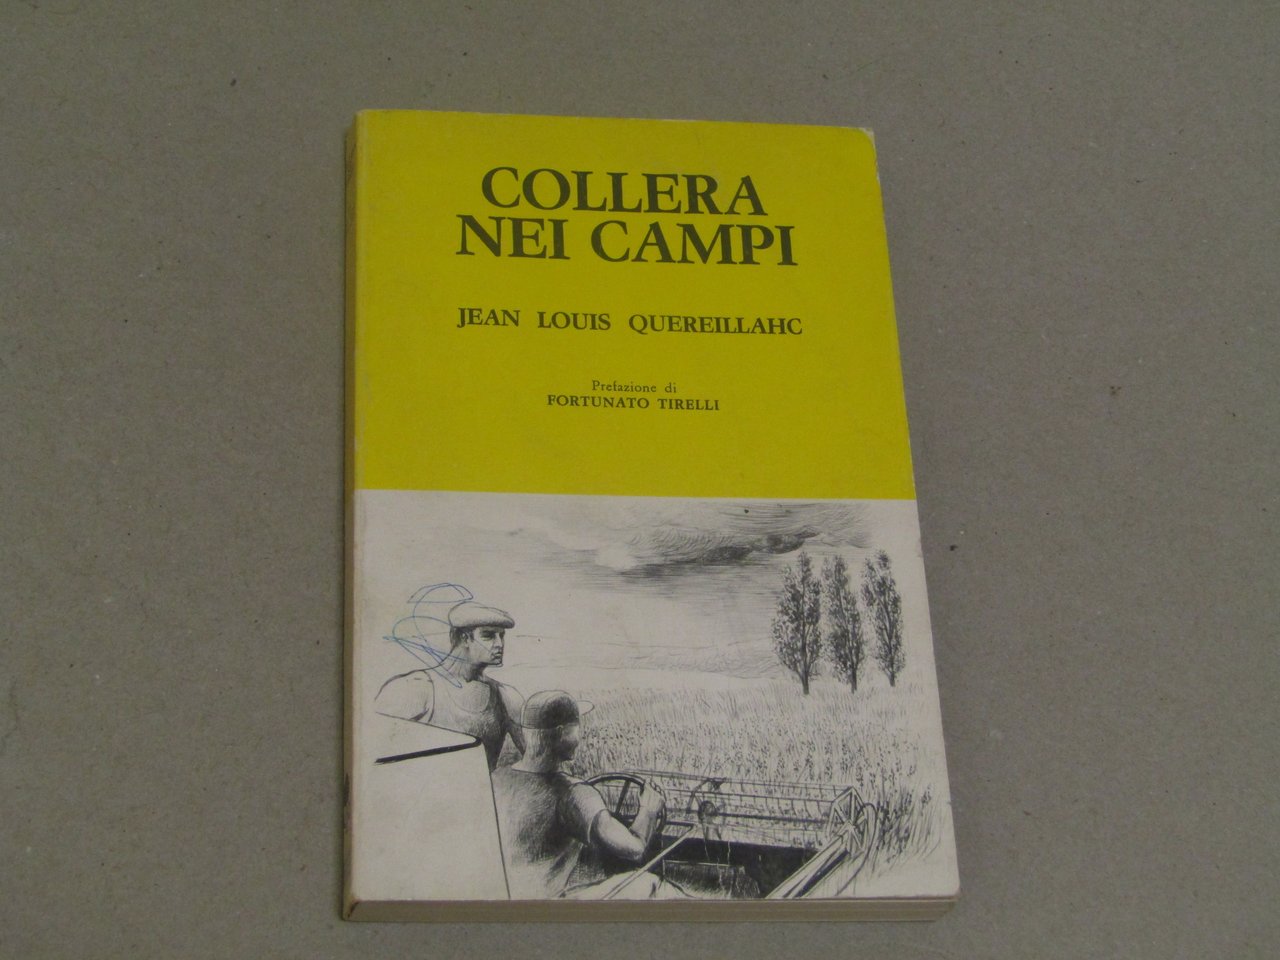 COLLERA
NEI CAMPI
JEAN LOUIS QUEREILLAHC
Prefazione di
FORTUNATO TIRELLI